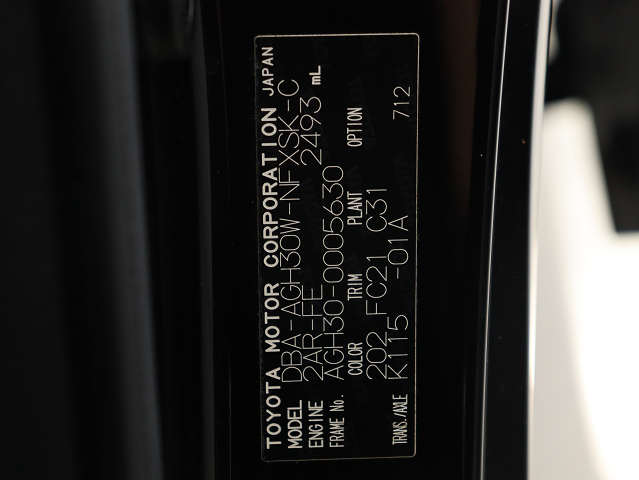 TOYOTA MOTOR CORPORATION JAPAN
MODEL DBA-AGH30W-NFXSK-C
ENGINE 2AR-FE 2493 mL
FRAME No. AGH30-0005630
COLOR TRIM PLANT OPTION
202 FC21 C31
TRANS./AXLE K115 -01A 712